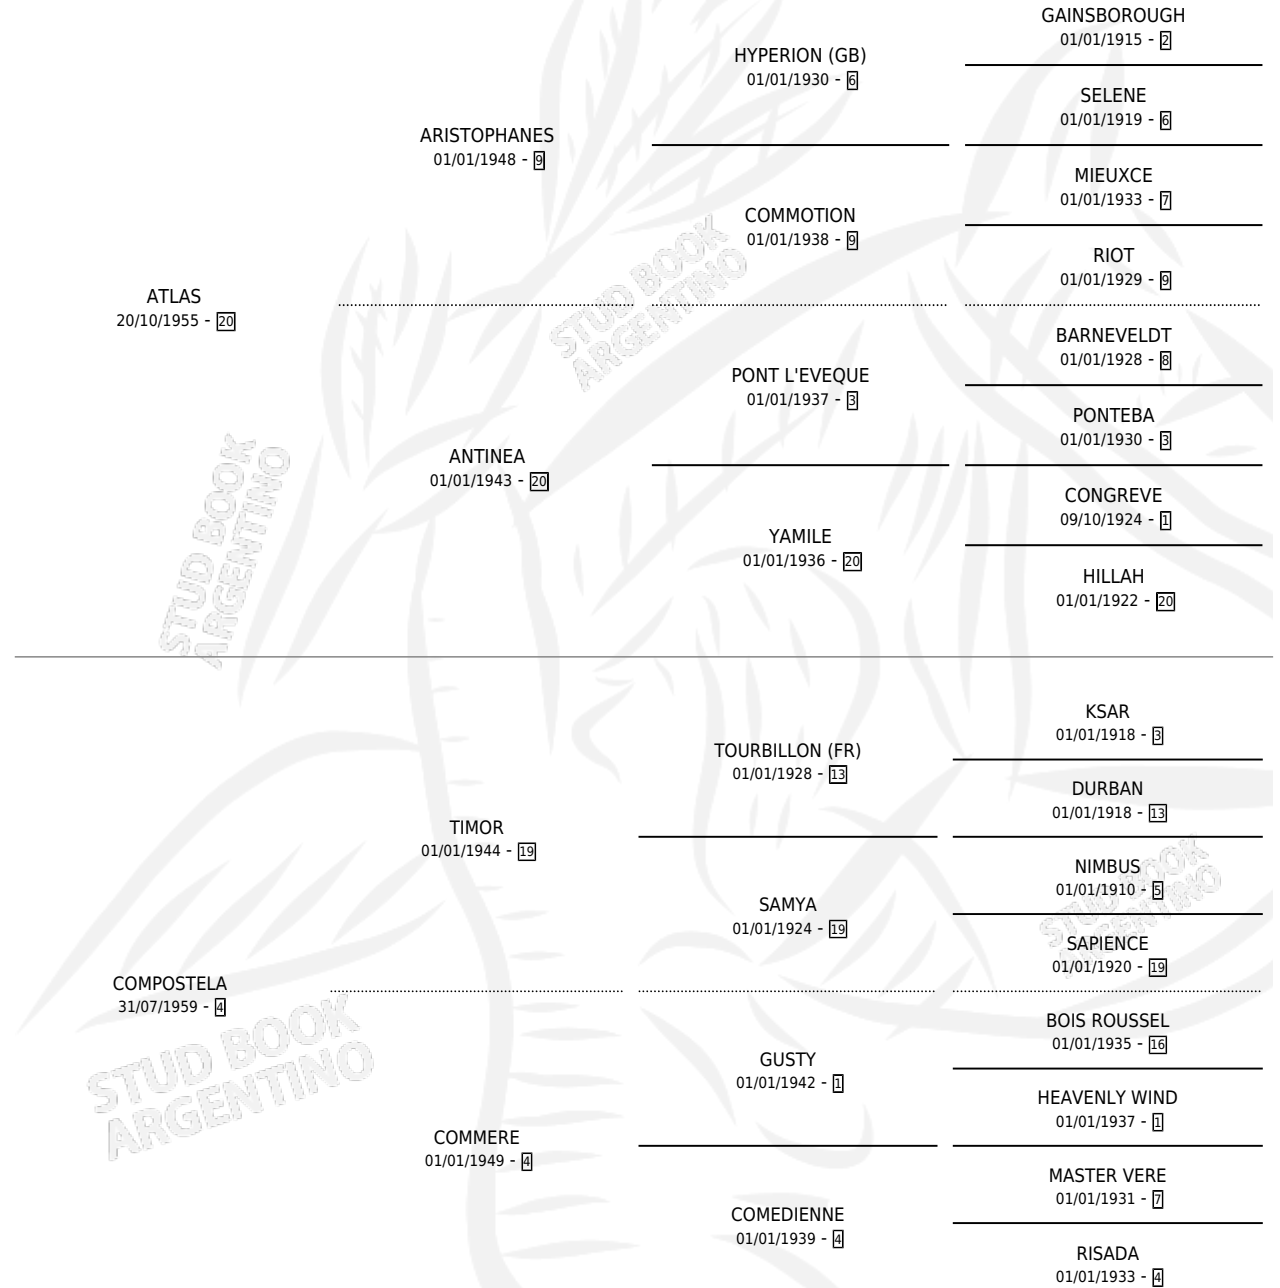 GAINSBOROUGH
01/01/1915 - 2
HYPERION (GB)
01/01/1930 - 6
SELENE
01/01/1919 - 6
ARISTOPHANES
01/01/1948 - 9
MIEUXCE
01/01/1933 - 7
COMMOTION
01/01/1938 - 9
RIOT
01/01/1929 - 9
ATLAS
20/10/1955 - 20
BARNEVELDT
01/01/1928 - 8
PONT L'EVEQUE
01/01/1937 - 3
PONTEBA
01/01/1930 - 3
ANTINEA
01/01/1943 - 20
CONGREVE
09/10/1924 - 1
YAMILE
01/01/1936 - 20
HILLAH
01/01/1922 - 20
KSAR
01/01/1918 - 3
TOURBILLON (FR)
01/01/1928 - 13
DURBAN
01/01/1918 - 13
TIMOR
01/01/1944 - 19
NIMBUS
01/01/1910 - 5
SAMYA
01/01/1924 - 19
SAPIENCE
01/01/1920 - 19
COMPOSTELA
31/07/1959 - 4
BOIS ROUSSEL
01/01/1935 - 16
GUSTY
01/01/1942 - 1
HEAVENLY WIND
01/01/1937 - 1
COMMERE
01/01/1949 - 4
MASTER VERE
01/01/1931 - 7
COMEDIENNE
01/01/1939 - 4
RISADA
01/01/1933 - 4
STUD BOOK
ARGENTINO
STUD BOOK
ARGENTINO
STUD BOOK
ARGENTINO
STUD BOOK
ARGENTINO